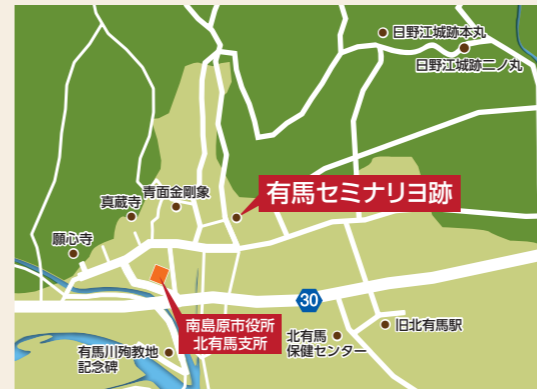 日野江城跡本丸
日野江城跡二ノ丸
青面金剛象
有馬セミナリヨ跡
真蔵寺
願心寺
30
南島原市役所
北有馬支所
旧北有馬駅
北有馬
保健センター
有馬川殉教地
記念碑